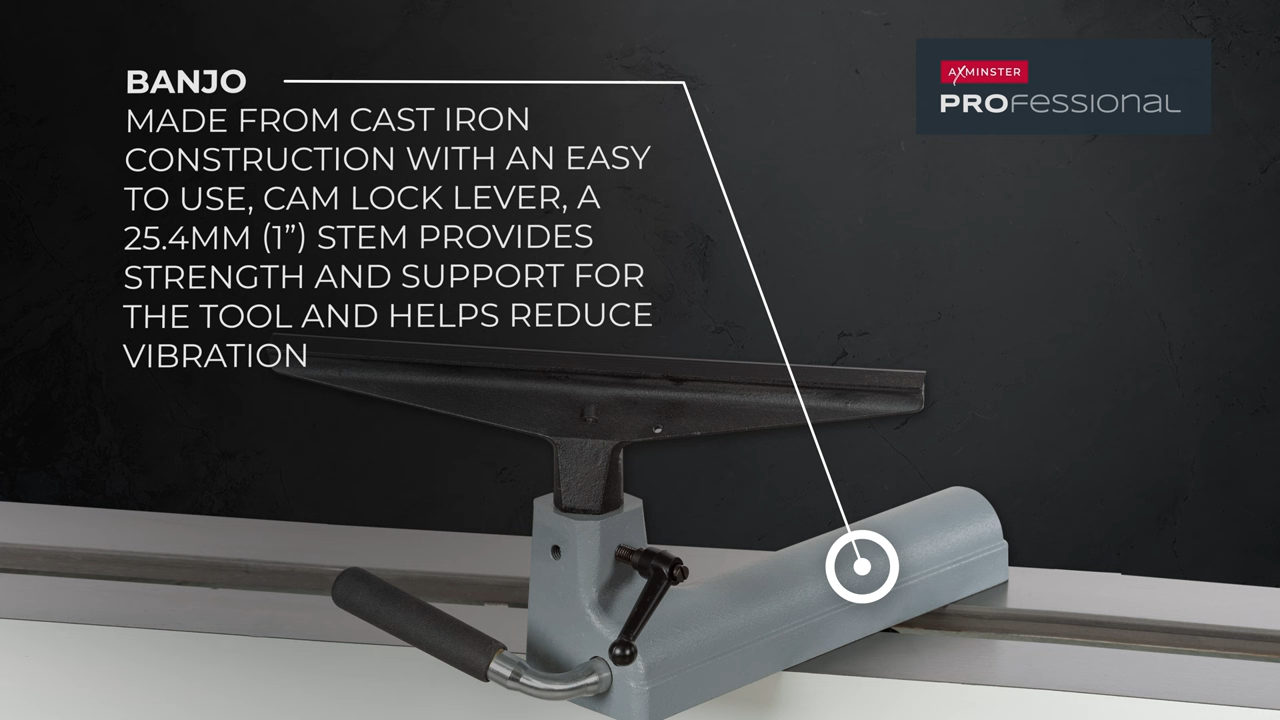 BANJO
MADE FROM CAST IRON
CONSTRUCTION WITH AN EASY
TO USE, CAM LOCK LEVER, A
25.4MM (1”) STEM PROVIDES
STRENGTH AND SUPPORT FOR
THE TOOL AND HELPS REDUCE
VIBRATION
AXMINSTER
PROFESSIONAL